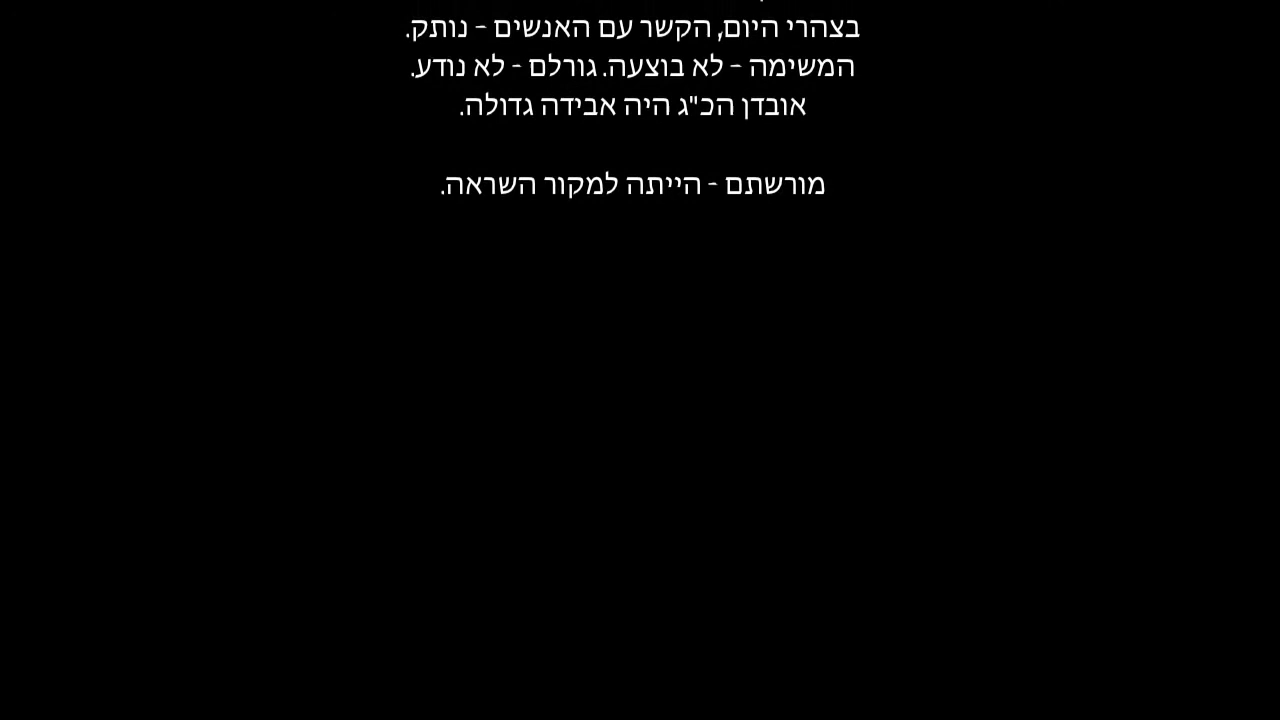 בצהרי היום, הקשר עם האנשים - נותק.
המשימה - לא בוצעה. גורלם - לא נודע.
אובדן הכ"ג היה אבידה גדולה.
מורשתם - הייתה למקור השראה.